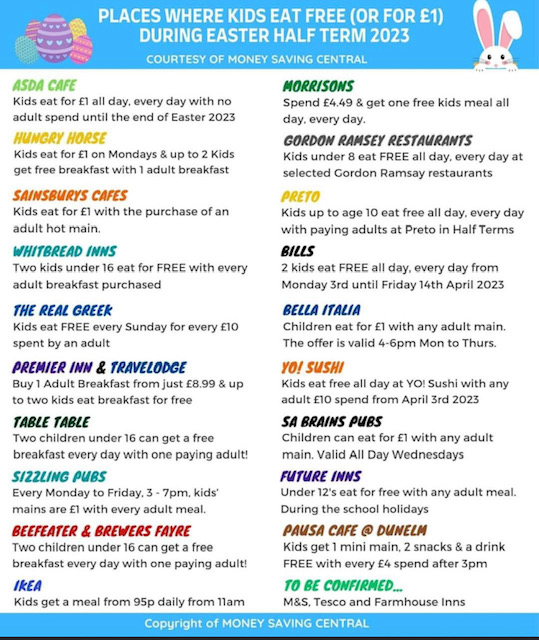 PLACES WHERE KIDS EAT FREE (OR FOR £1)
DURING EASTER HALF TERM 2023
COURTESY OF MONEY SAVING CENTRAL
ASDA CAFE
Kids eat for £1 all day, every day with no
adult spend until the end of Easter 2023
HUNGRY HORSE
Kids eat for £1 on Mondays & up to 2 Kids
get free breakfast with 1 adult breakfast
SAINSBURYS CAFES
Kids eat for £1 with the purchase of an
adult hot main.
WHITBREAD INNS
Two kids under 16 eat for FREE with every
adult breakfast purchased
THE REAL GREEK
Kids eat FREE every Sunday for every £10
spent by an adult
PREMIER INN & TRAVELODGE
Buy 1 Adult Breakfast from just £8.99 & up
to two kids eat breakfast for free
TABLE TABLE
Two children under 16 can get a free
breakfast every day with one paying adult!
SIZZLING PUBS
Every Monday to Friday, 3 - 7pm, kids'
mains are £1 with every adult meal.
BEEFEATER & BREWERS FAYRE
Two children under 16 can get a free
breakfast every day with one paying adult!
IKEA
Kids get a meal from 95p daily from 11am
MORRISONS
Spend £4.49 & get one free kids meal all
day, every day.
GORDON RAMSEY RESTAURANTS
Kids under 8 eat FREE all day, every day at
selected Gordon Ramsay restaurants
PRETO
Kids up to age 10 eat free all day, every day
with paying adults at Preto in Half Terms
BILLS
2 kids eat FREE all day, every day from
Monday 3rd until Friday 14th April 2023
BELLA ITALIA
Children eat for £1 with any adult main.
The offer is valid 4-6pm Mon to Thurs.
YO! SUSHI
Kids eat free all day at YO! Sushi with any
adult £10 spend from April 3rd 2023
SA BRAINS PUBS
Children can eat for £1 with any adult
main. Valid All Day Wednesdays
FUTURE INNS
Under 12's eat for free with any adult meal.
During the school holidays
PAUSA CAFE @ DUNELM
Kids get 1 mini main, 2 snacks & a drink
FREE with every £4 spend after 3pm
TO BE CONFIRMED...
M&S, Tesco and Farmhouse Inns
Copyright of MONEY SAVING CENTRAL